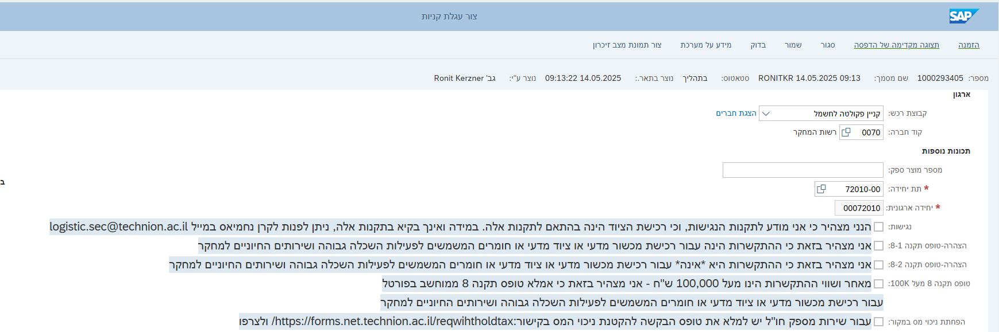 צור עגלת קניות
SAP
הזמנה תצוגה מקדימה של הדפסה סגור שמור בדוק מידע על מערכת צור תמונת מצב זיכרון
מספר: 1000293405 שם מסמך: RONITKR 14.05.2025 09:13 סטאטוס: בתהליך נוצר בתאר.: 14.05.2025 09:13:22 נוצר ע"י: גב' Ronit Kerzner
ארגון
קבוצת רכש: קניין פקולטה לחשמל הצגת חברים
קוד חברה: 0070 רשות המחקר
תכונות נוספות
מספר מוצר ספק:
ב
* תת יחידה: 72010-00
* יחידה ארגונית: 00072010
נגישות: הנני מצהיר כי אני מודע לתקנות הנגישות, וכי רכישת הציוד הינה בהתאם לתקנות אלה. במידה ואינך בקיא בתקנות אלה, ניתן לפנות לקרן נחמיאס במייל logistic.sec@technion.ac.il
הצהרה-טופס תקנה 8-1: אני מצהיר בזאת כי ההתקשרות הינה עבור רכישת מכשור מדעי או ציוד מדעי או חומרים המשמשים לפעילות השכלה גבוהה ושירותים החיוניים למחקר
הצהרה-טופס תקנה 8-2: אני מצהיר בזאת כי ההתקשרות היא *אינה* עבור רכישת מכשור מדעי או ציוד מדעי או חומרים המשמשים לפעילות השכלה גבוהה ושירותים החיוניים למחקר
טופס תקנה 8 מעל 100K: מאחר ושווי ההתקשרות הינו מעל 100,000 ש"ח - אני מצהיר בזאת כי אמלא טופס תקנה 8 ממוחשב בפורטל
עבור רכישת מכשור מדעי או ציוד מדעי או חומרים המשמשים לפעילות השכלה גבוהה ושירותים החיוניים למחקר
הפחתת ניכוי מס במקור: עבור שירות מספק חו"ל יש למלא את טופס הבקשה להקטנת ניכוי המס בקישור:https://forms.net.technion.ac.il/reqwihtholdtax/ ולצרפו